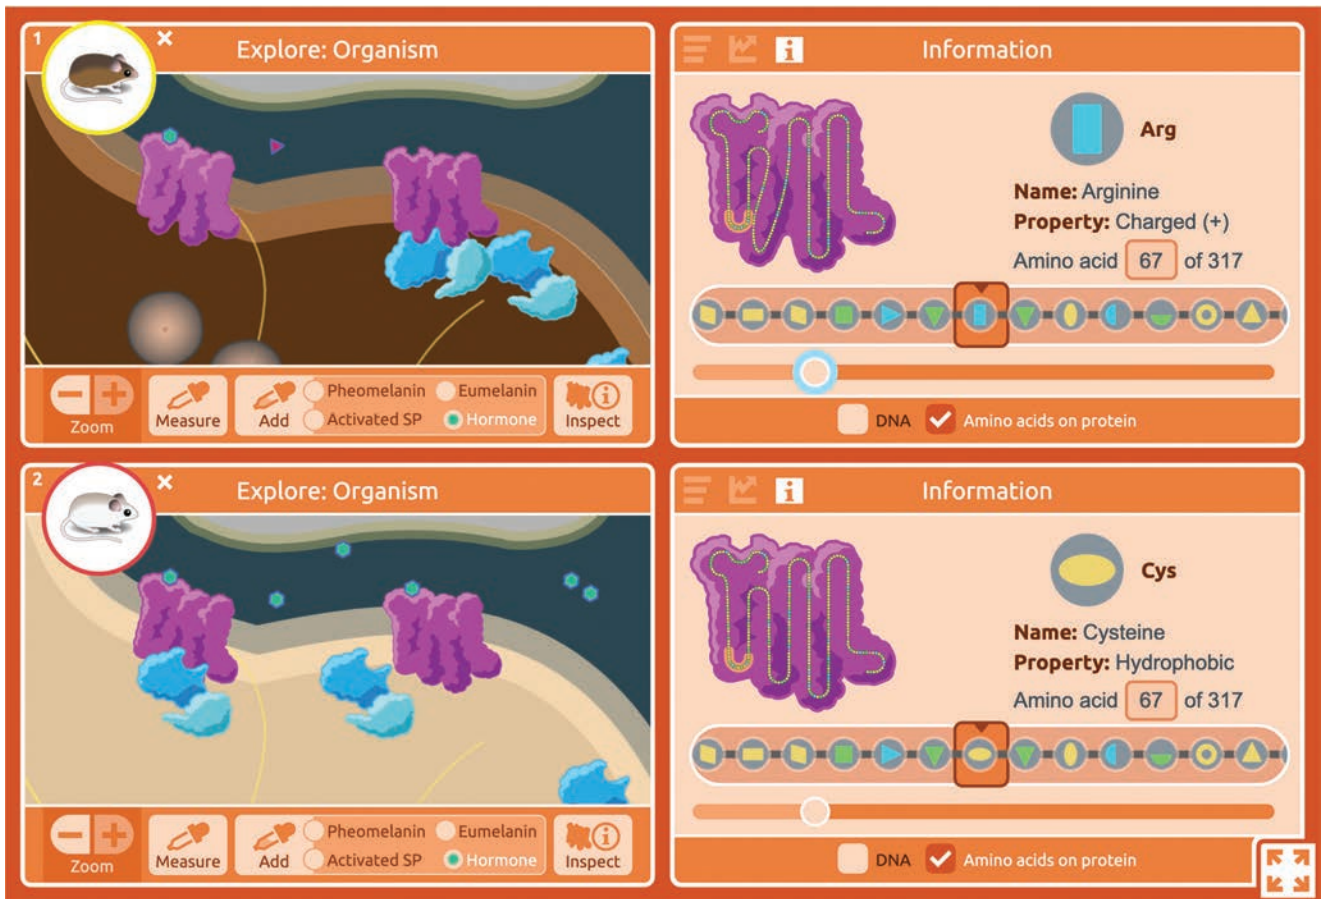 1
Explore: Organism
Zoom
Measure
Add
Pheomelanin
Eumelanin
Activated SP
Hormone
Inspect
Information
Arg
Name: Arginine
Property: Charged (+)
Amino acid 67 of 317
DNA
Amino acids on protein
2
Explore: Organism
Zoom
Measure
Add
Pheomelanin
Eumelanin
Activated SP
Hormone
Inspect
Information
Cys
Name: Cysteine
Property: Hydrophobic
Amino acid 67 of 317
DNA
Amino acids on protein